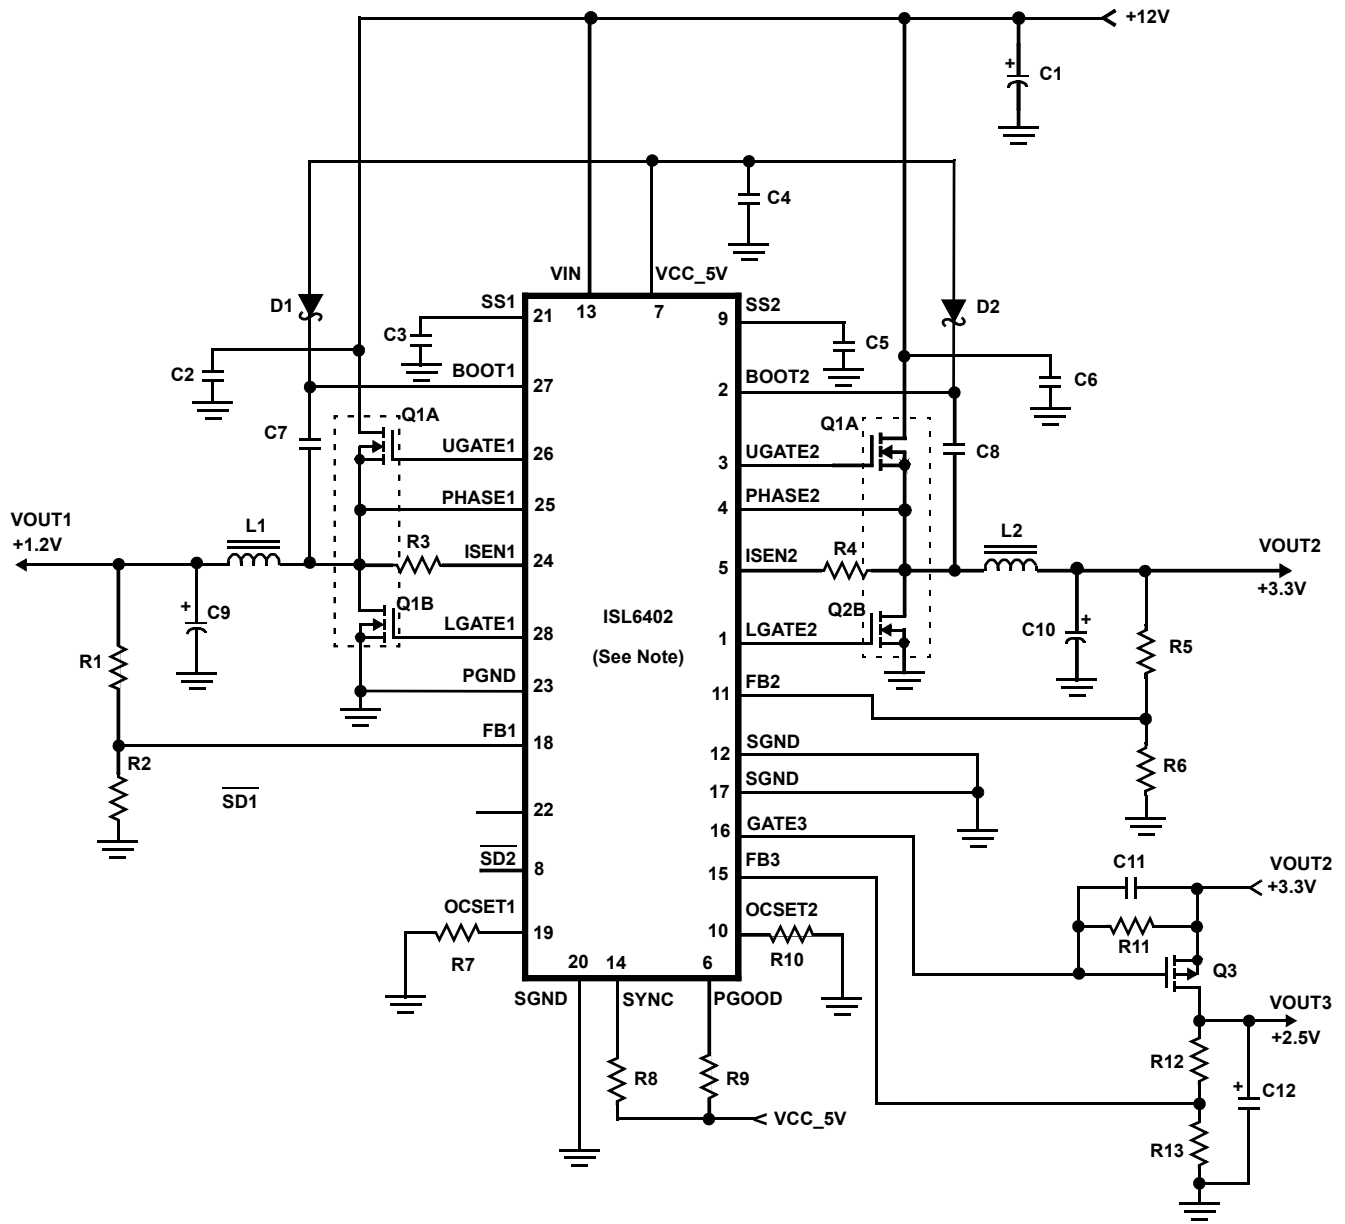 +12V
+
C1
C4
VIN
VCC_5V
D1
SS1
21
13
7
9
SS2
D2
C3
C5
C2
BOOT1
27
2
BOOT2
C6
Q1A
Q1A
C7
UGATE1
26
3
UGATE2
C8
PHASE1
25
4
PHASE2
VOUT1
+1.2V
L1
R3
ISEN1
24
5
ISEN2
R4
L2
VOUT2
+3.3V
+
C9
Q1B
LGATE1
28
ISL6402
(See Note)
1
LGATE2
Q2B
C10
+
R5
R1
PGND
23
11
FB2
FB1
18
12
SGND
R2
R6
SD1
17
SGND
22
16
GATE3
SD2
8
15
FB3
C11
VOUT2
+3.3V
OCSET1
19
10
OCSET2
R7
R10
R11
Q3
20
14
6
SGND
SYNC
PGOOD
VOUT3
+2.5V
R8
R9
R12
+
C12
VCC_5V
R13